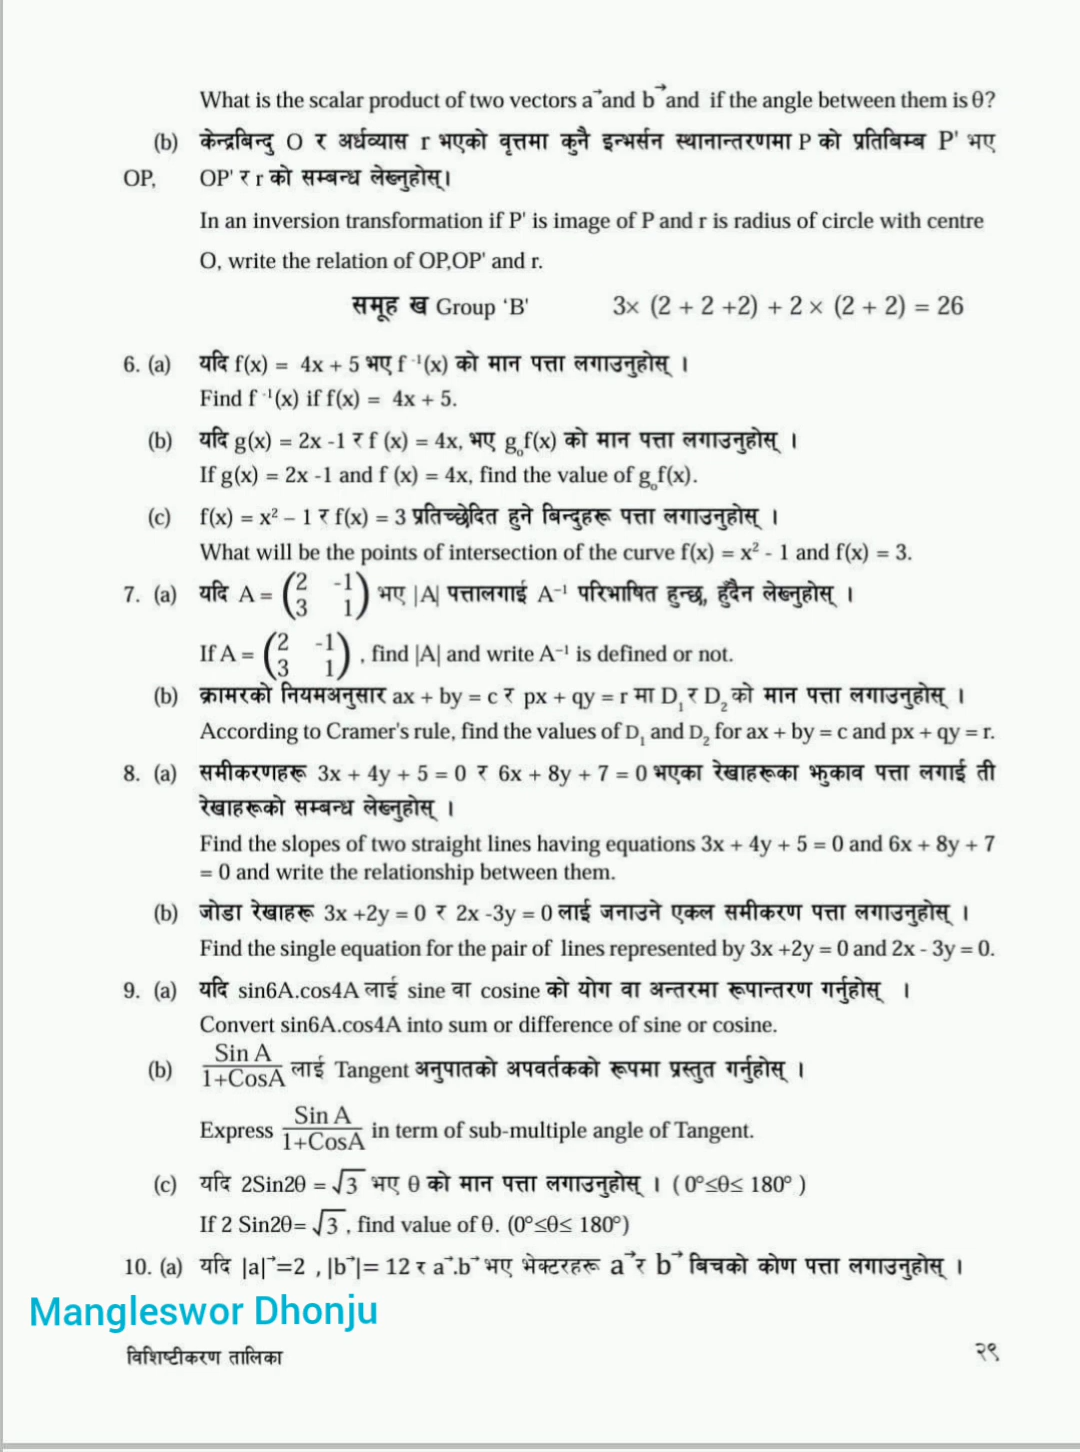 What is the scalar product of two vectors a⃗ and b⃗ and if the angle between them is θ?
(b) केन्द्रबिन्दु O र अर्धव्यास r भएको वृत्तमा कुनै इन्भर्सन स्थानान्तरणमा P को प्रतिबिम्ब P' भए
OP, OP' र r को सम्बन्ध लेख्नुहोस्।
In an inversion transformation if P' is image of P and r is radius of circle with centre
O, write the relation of OP,OP' and r.
समूह ख Group ‘B' 3× (2 + 2 +2) + 2 × (2 + 2) = 26
6. (a) यदि f(x) = 4x + 5 भए f ⁻¹(x) को मान पत्ता लगाउनुहोस् ।
Find f ⁻¹(x) if f(x) = 4x + 5.
(b) यदि g(x) = 2x -1 र f (x) = 4x, भए gₒf(x) को मान पत्ता लगाउनुहोस् ।
If g(x) = 2x -1 and f (x) = 4x, find the value of gₒf(x).
(c) f(x) = x² – 1 र f(x) = 3 प्रतिच्छेदित हुने बिन्दुहरू पत्ता लगाउनुहोस् ।
What will be the points of intersection of the curve f(x) = x² - 1 and f(x) = 3.
7. (a) यदि A = (2 -1
3 1) भए |A| पत्तालगाई A⁻¹ परिभाषित हुन्छ, हुँदैन लेख्नुहोस् ।
If A = (2 -1
3 1) , find |A| and write A⁻¹ is defined or not.
(b) क्रामरको नियमअनुसार ax + by = c र px + qy = r मा D₁ र D₂ को मान पत्ता लगाउनुहोस् ।
According to Cramer's rule, find the values of D₁ and D₂ for ax + by = c and px + qy = r.
8. (a) समीकरणहरू 3x + 4y + 5 = 0 र 6x + 8y + 7 = 0 भएका रेखाहरूका झुकाव पत्ता लगाई ती
रेखाहरूको सम्बन्ध लेख्नुहोस् ।
Find the slopes of two straight lines having equations 3x + 4y + 5 = 0 and 6x + 8y + 7
= 0 and write the relationship between them.
(b) जोडा रेखाहरू 3x +2y = 0 र 2x -3y = 0 लाई जनाउने एकल समीकरण पत्ता लगाउनुहोस् ।
Find the single equation for the pair of lines represented by 3x +2y = 0 and 2x - 3y = 0.
9. (a) यदि sin6A.cos4A लाई sine वा cosine को योग वा अन्तरमा रूपान्तरण गर्नुहोस् ।
Convert sin6A.cos4A into sum or difference of sine or cosine.
(b) Sin A/1+CosA लाई Tangent अनुपातको अपवर्तकको रूपमा प्रस्तुत गर्नुहोस् ।
Express Sin A/1+CosA in term of sub-multiple angle of Tangent.
(c) यदि 2Sin2θ = √3 भए θ को मान पत्ता लगाउनुहोस् । ( 0°≤θ≤ 180° )
If 2 Sin2θ= √3 , find value of θ. (0°≤θ≤ 180°)
10. (a) यदि |a|⃗=2 , |b⃗|= 12 र a⃗.b⃗ भए भेक्टरहरू a⃗ र b⃗ बिचको कोण पत्ता लगाउनुहोस् ।
Mangleswor Dhonju
विशिष्टीकरण तालिका २९